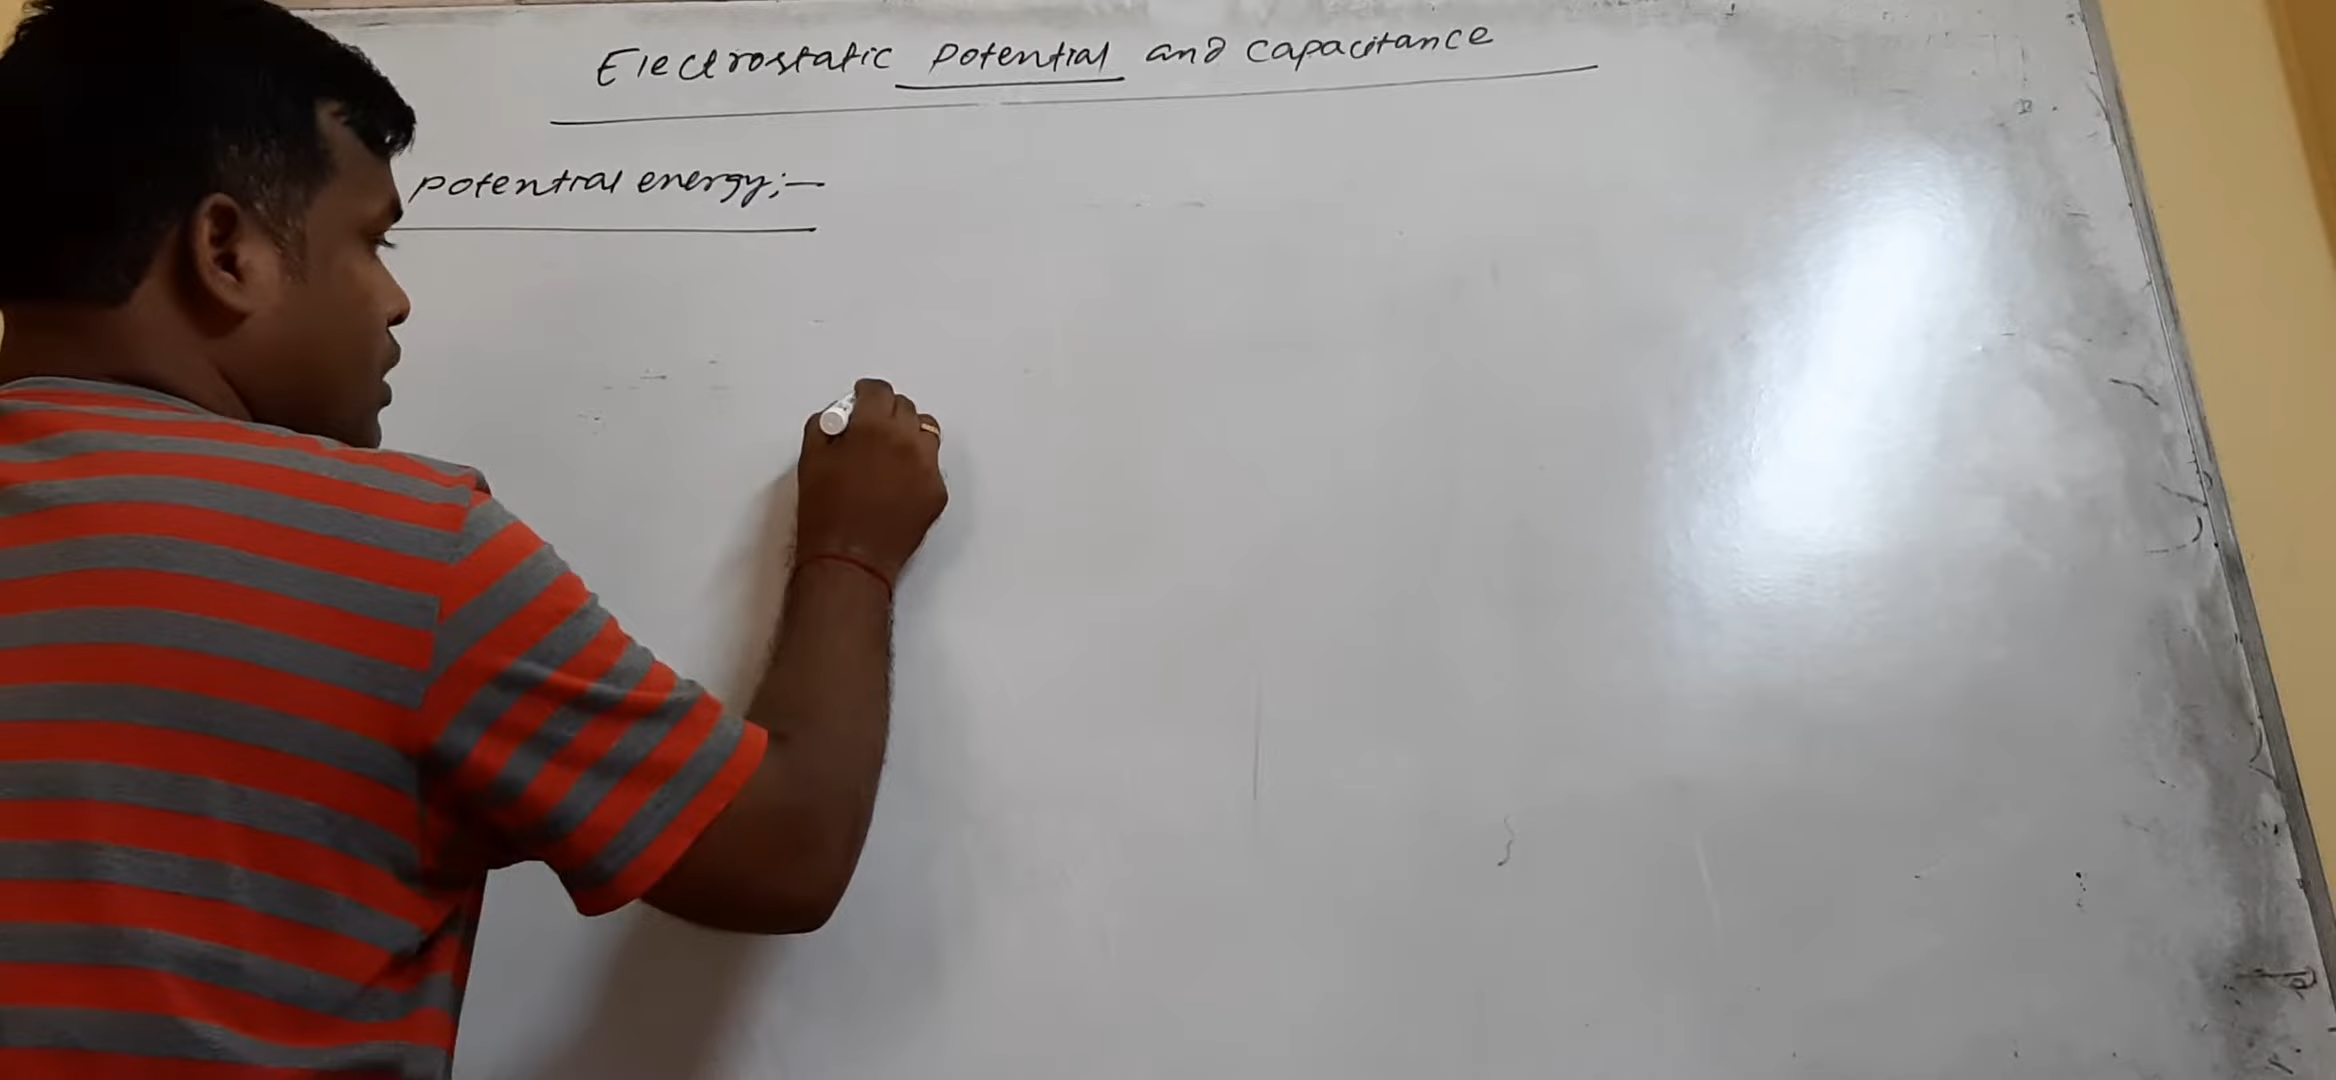 Electrostatic Potential and Capacitance
potential energy;—